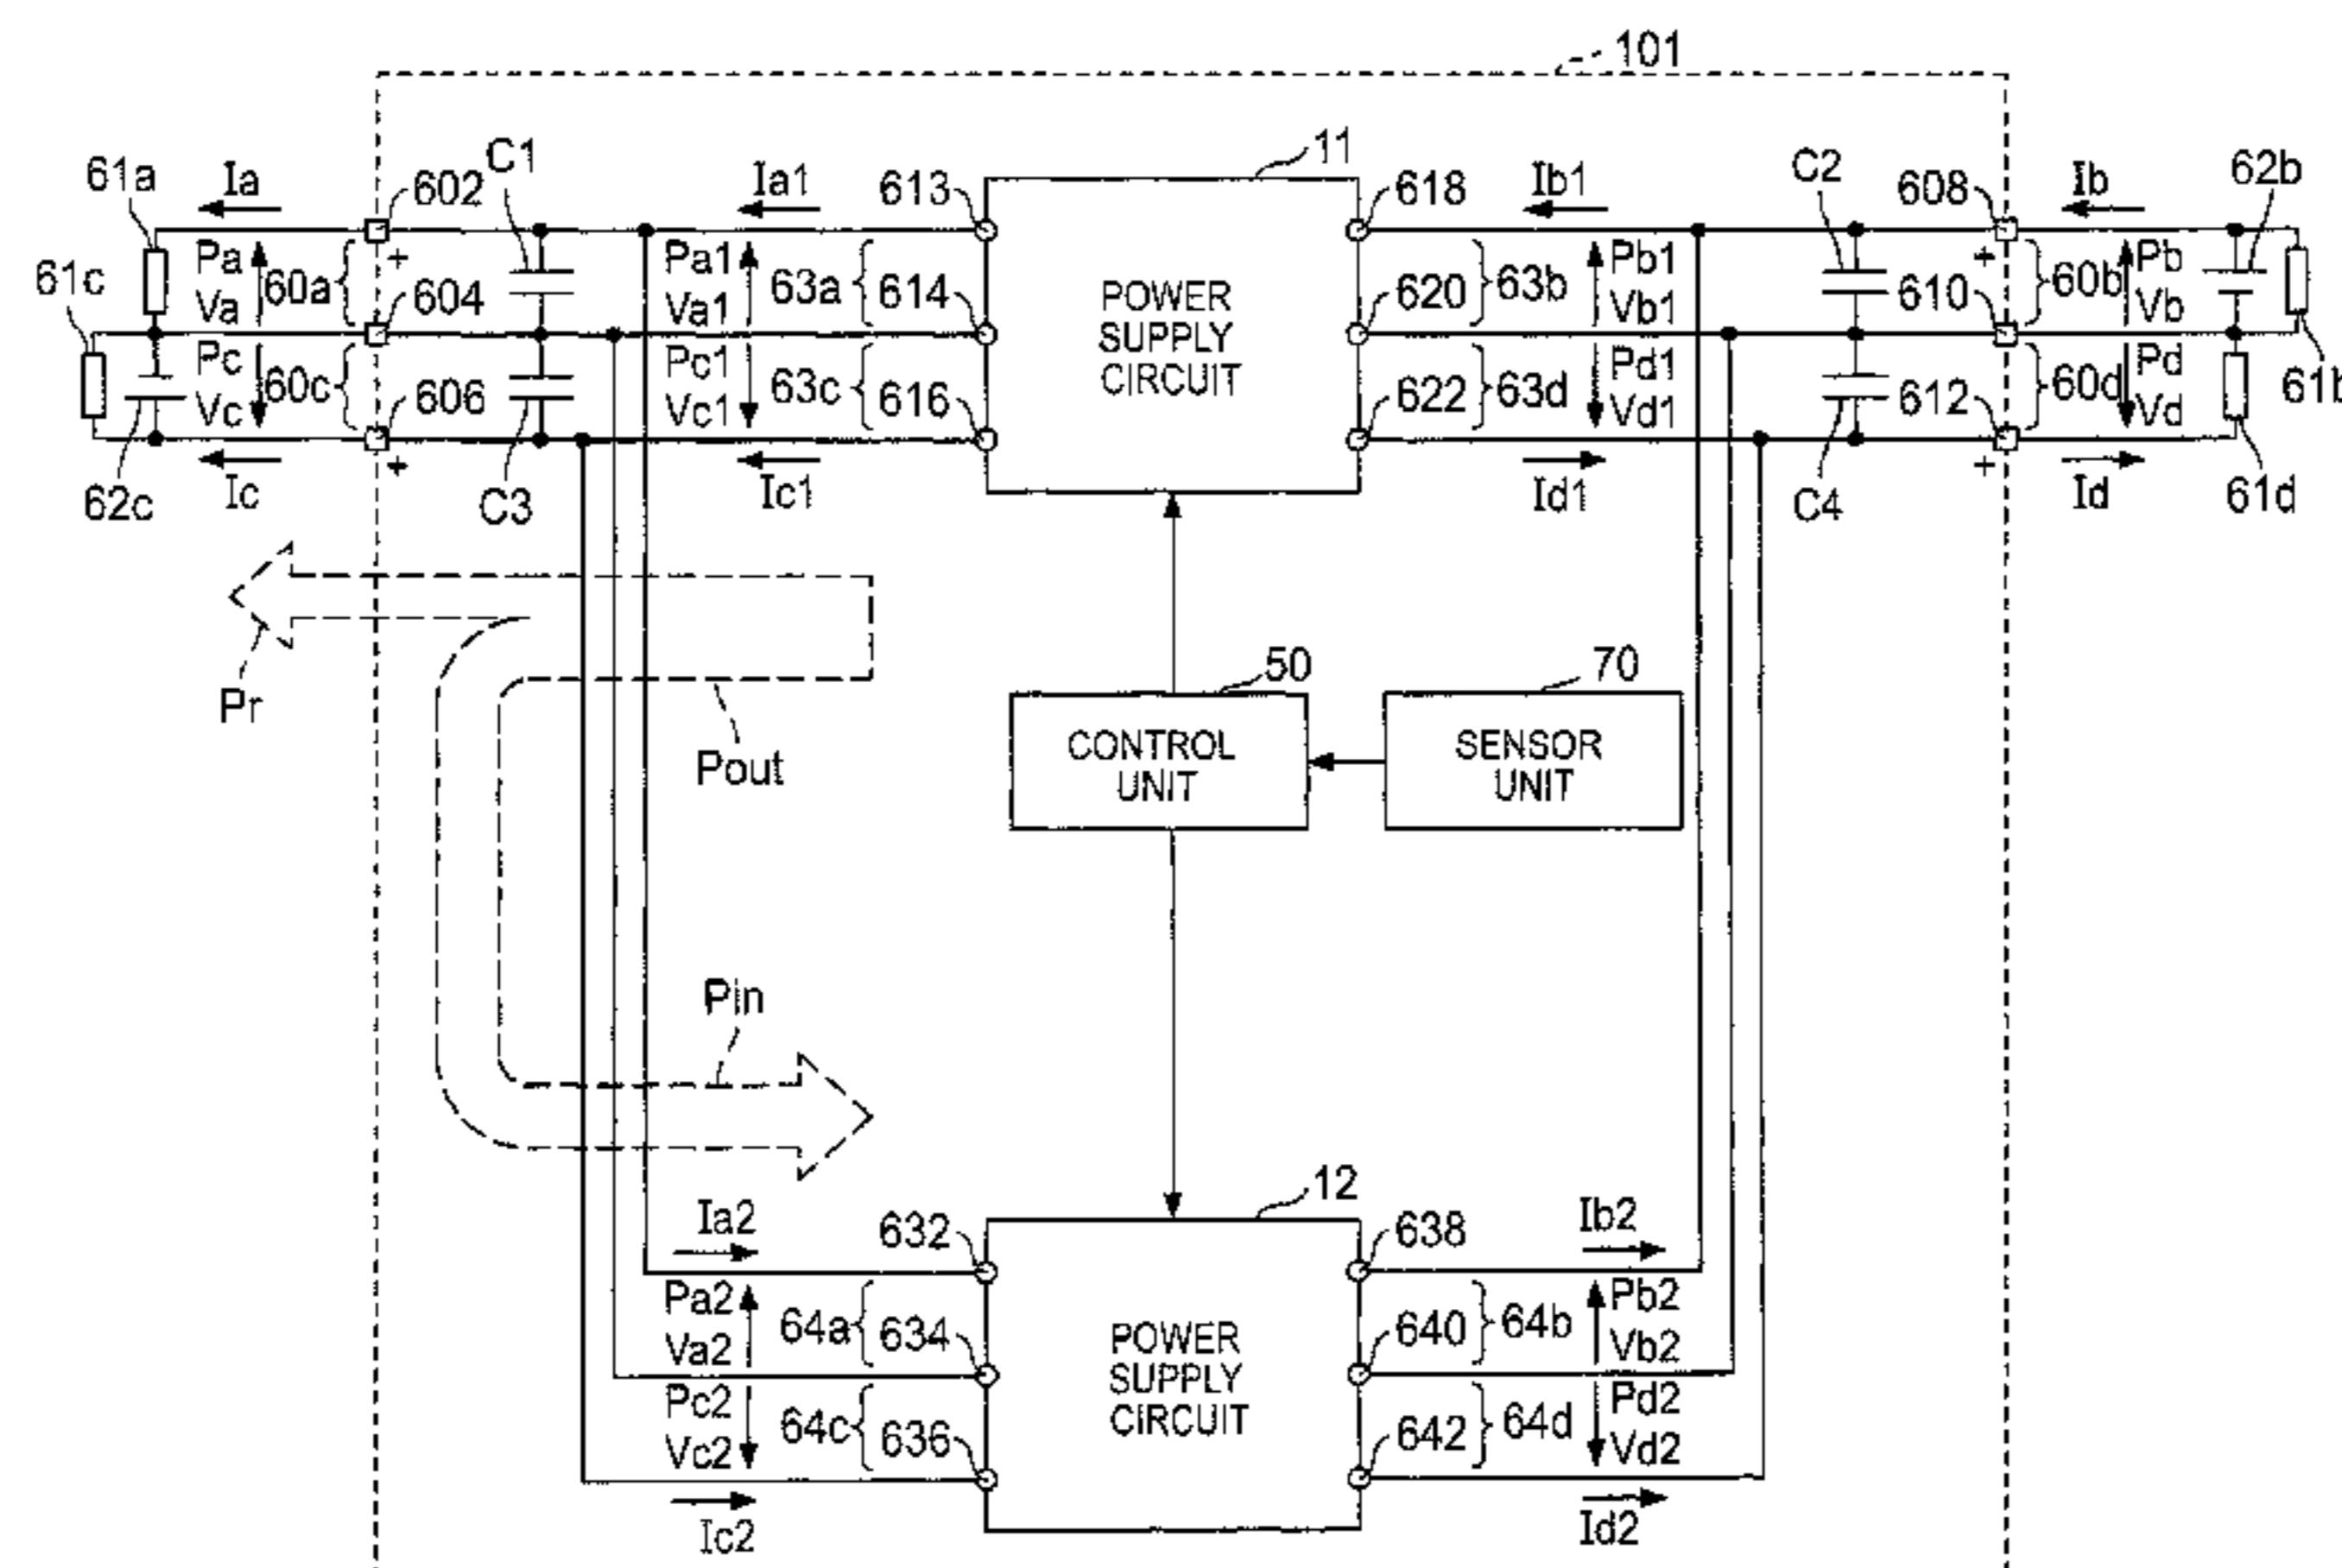 101
61a
Ia
602
C1
Ia1
613
11
618
Ib1
C2
608
Ib
62b
61c
Pa
Va
60a
+
604
Pa1
Va1
63a
614
POWER
SUPPLY
CIRCUIT
620
63b
Pb1
Vb1
610
+
60b
Pb
Vb
Pc
Vc
60c
606
+
Pc1
Vc1
63c
616
622
63d
Pd1
Vd1
612
+
60d
Pd
Vd
61b
62c
Ic
C3
Ic1
Id1
C4
Id
61d
Pr
Pout
50
CONTROL
UNIT
70
SENSOR
UNIT
Pin
12
Ia2
632
638
Ib2
Pa2
Va2
64a
634
POWER
SUPPLY
CIRCUIT
640
64b
Pb2
Vb2
Pc2
Vc2
64c
636
642
64d
Pd2
Vd2
Ic2
Id2